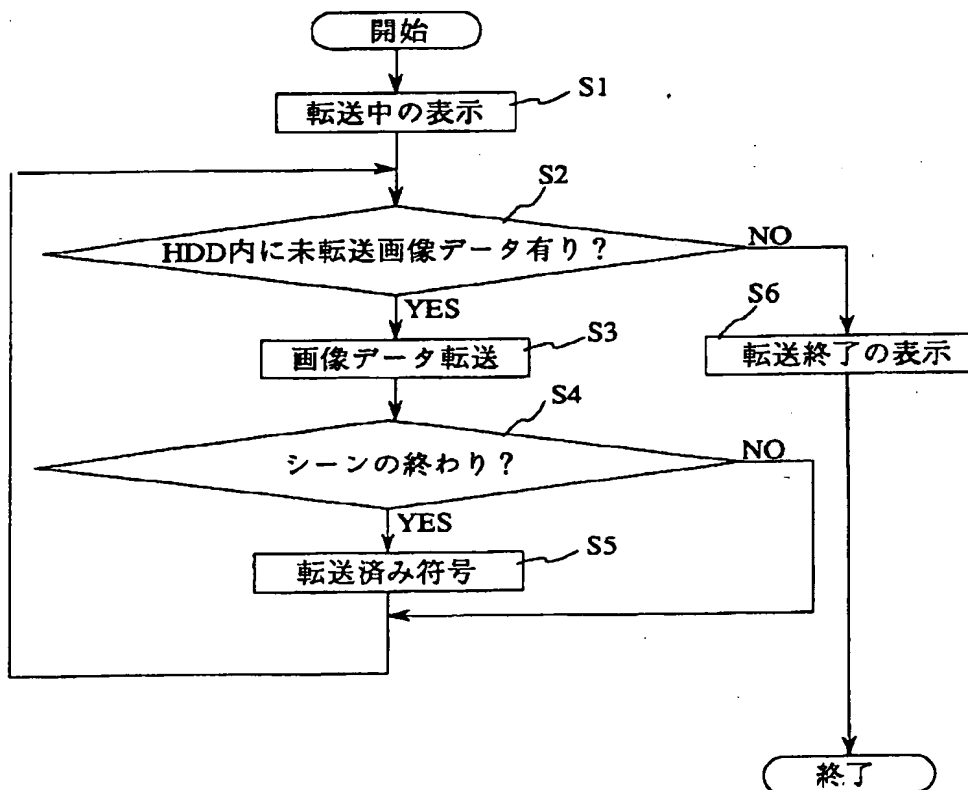 開始
転送中の表示
S1
S2
HDD内に未転送画像データ有り?
NO
YES
S6
画像データ転送
S3
転送終了の表示
S4
シーンの終わり?
NO
YES
転送済み符号
S5
終了